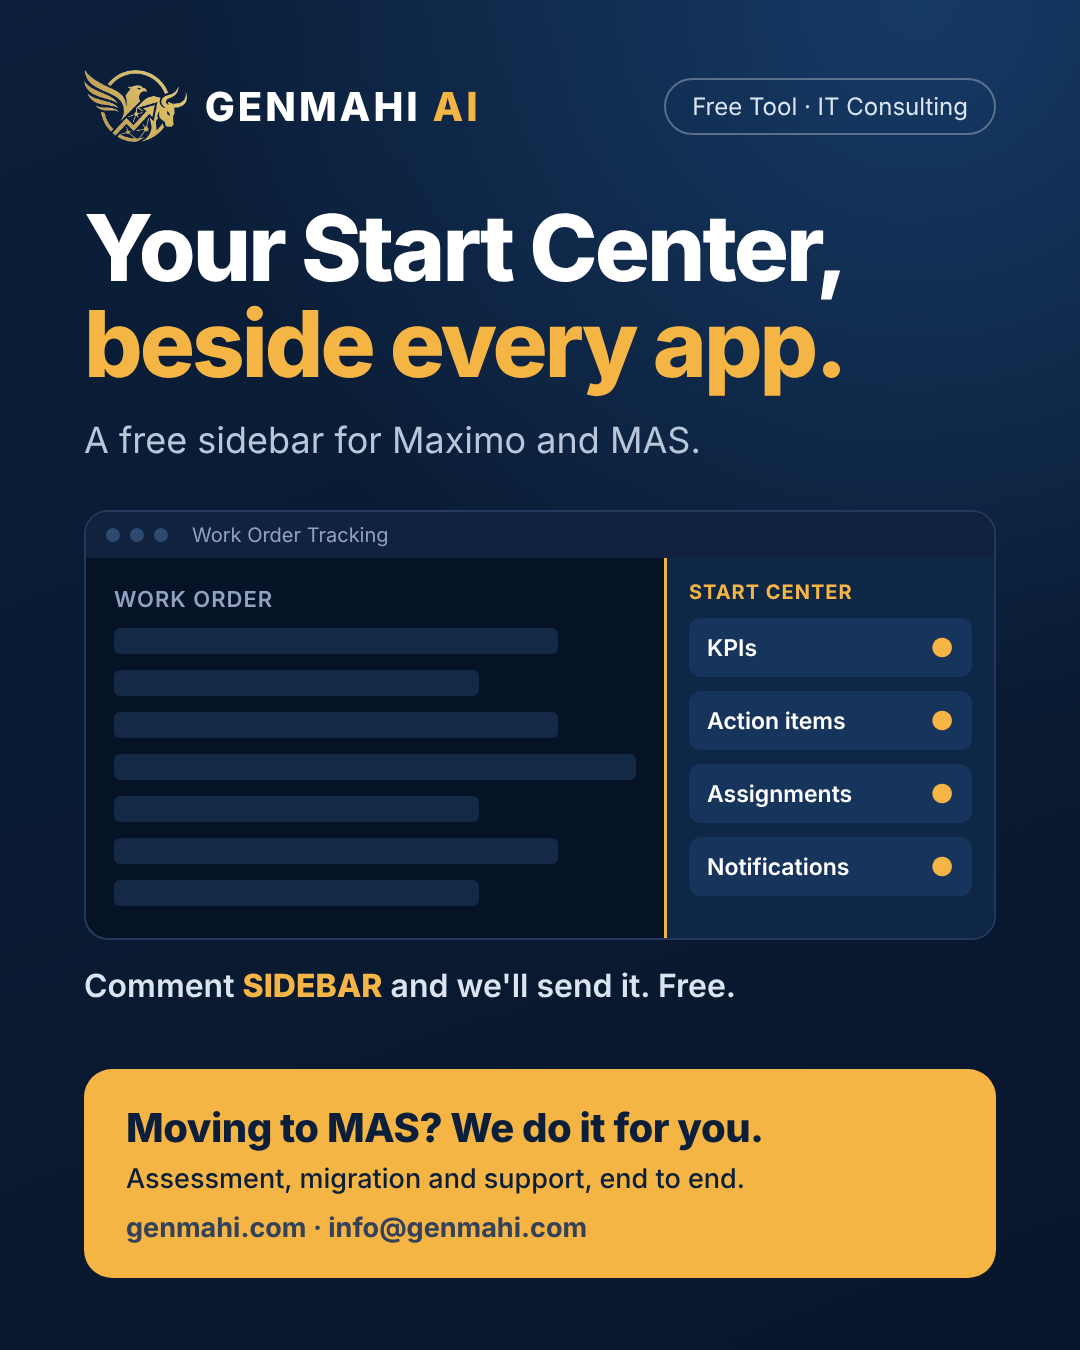 GENMAHI AI
Free Tool · IT Consulting
Your Start Center,
beside every app.
A free sidebar for Maximo and MAS.
Work Order Tracking
WORK ORDER
START CENTER
KPIs
Action items
Assignments
Notifications
Comment SIDEBAR and we'll send it. Free.
Moving to MAS? We do it for you.
Assessment, migration and support, end to end.
genmahi.com · info@genmahi.com